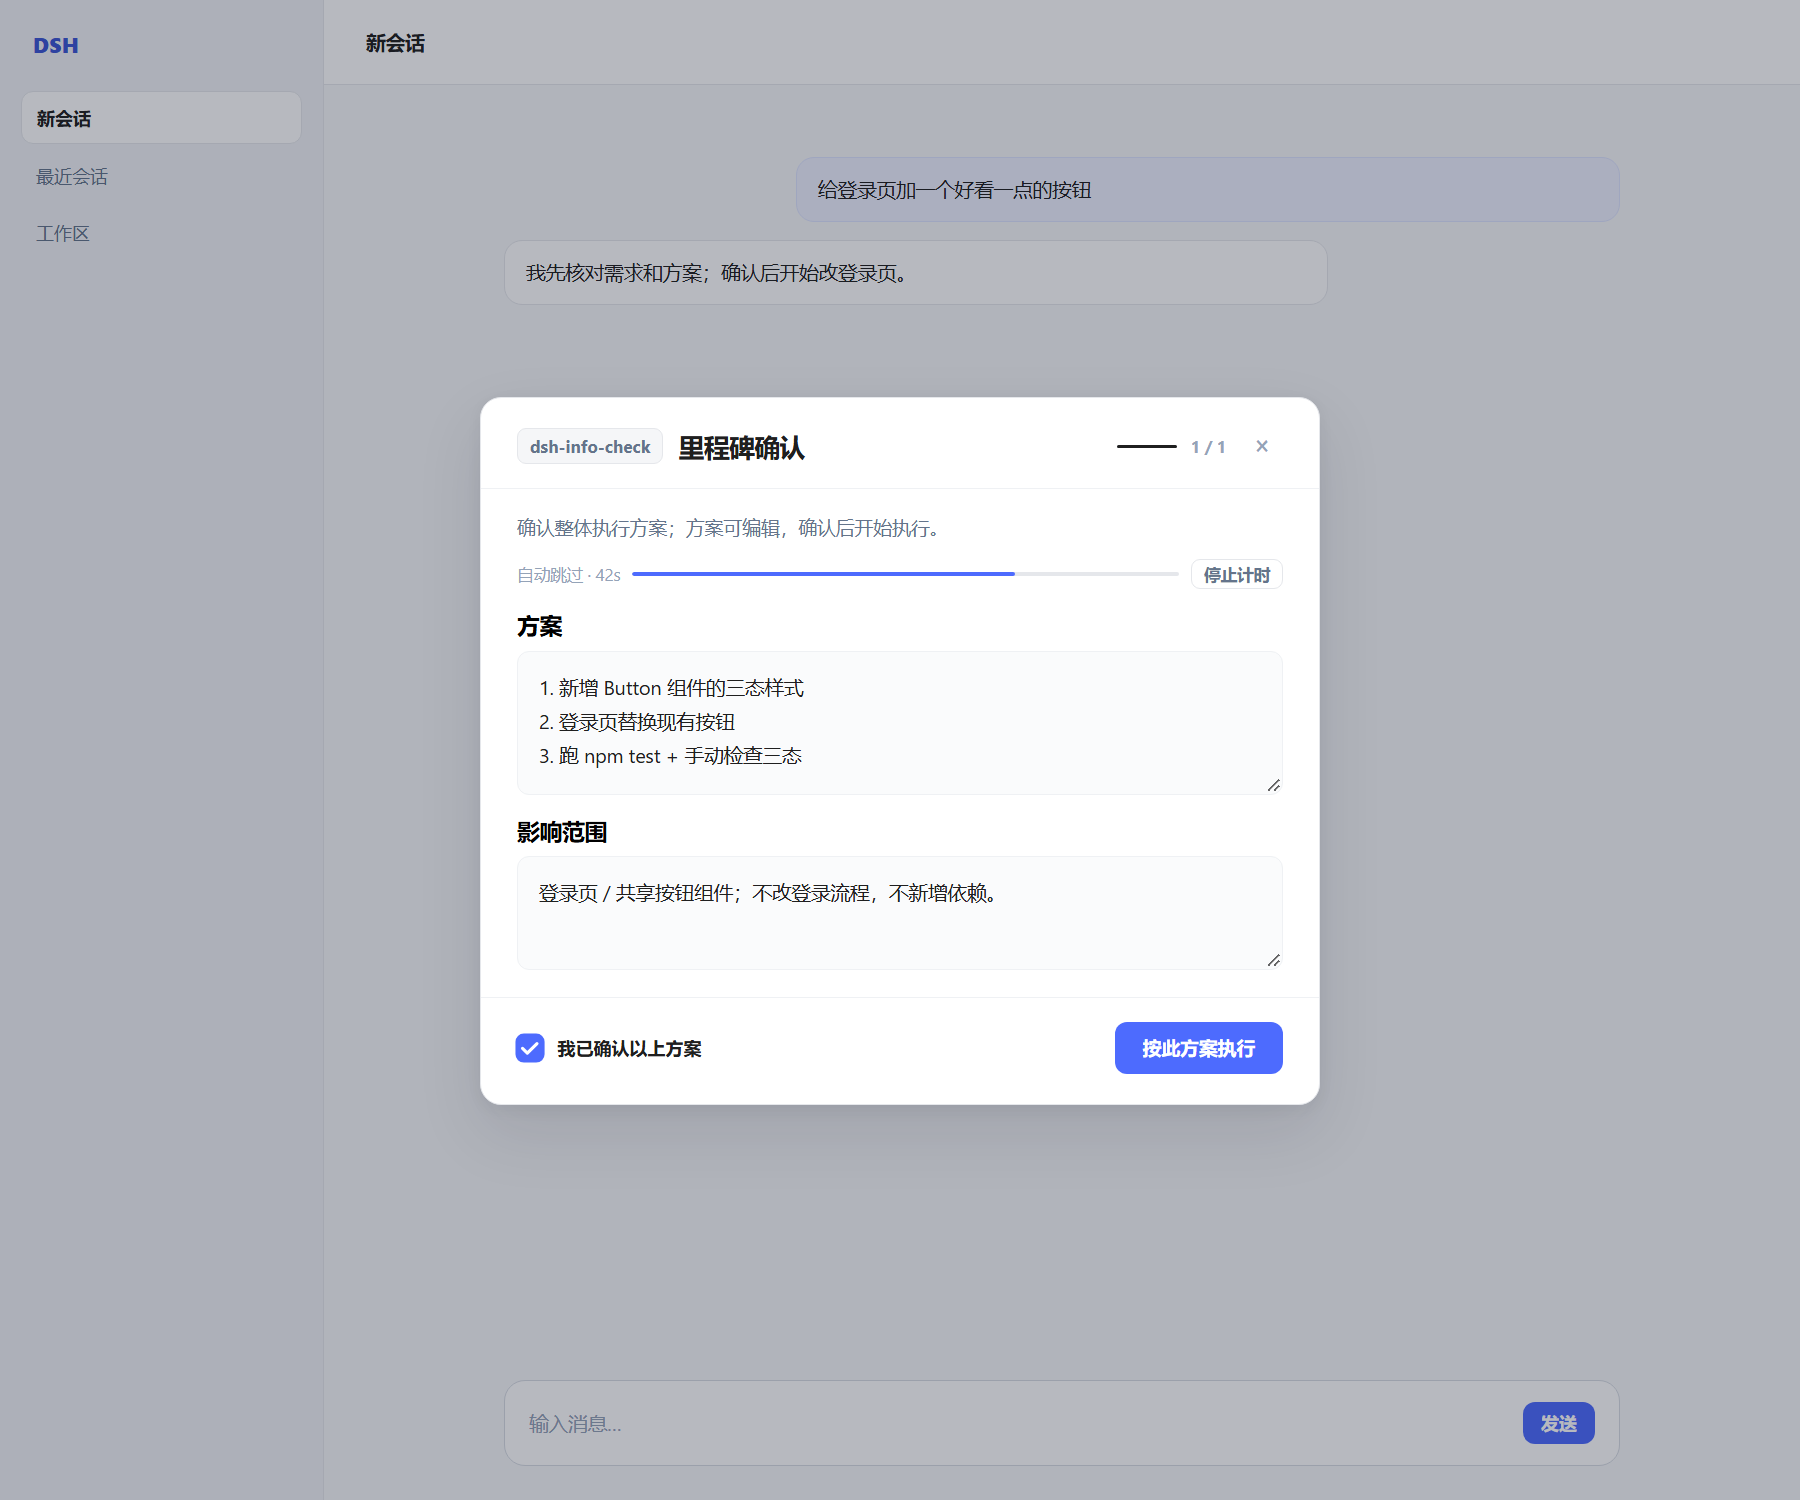 DSH
新会话
最近会话
工作区
新会话
给登录页加一个好看一点的按钮
我先核对需求和方案；确认后开始改登录页。
dsh-info-check
里程碑确认
1 / 1
×
确认整体执行方案；方案可编辑，确认后开始执行。
自动跳过 · 42s
停止计时
方案
1. 新增 Button 组件的三态样式
2. 登录页替换现有按钮
3. 跑 npm test + 手动检查三态
影响范围
登录页 / 共享按钮组件；不改登录流程，不新增依赖。
我已确认以上方案
按此方案执行
输入消息...
发送